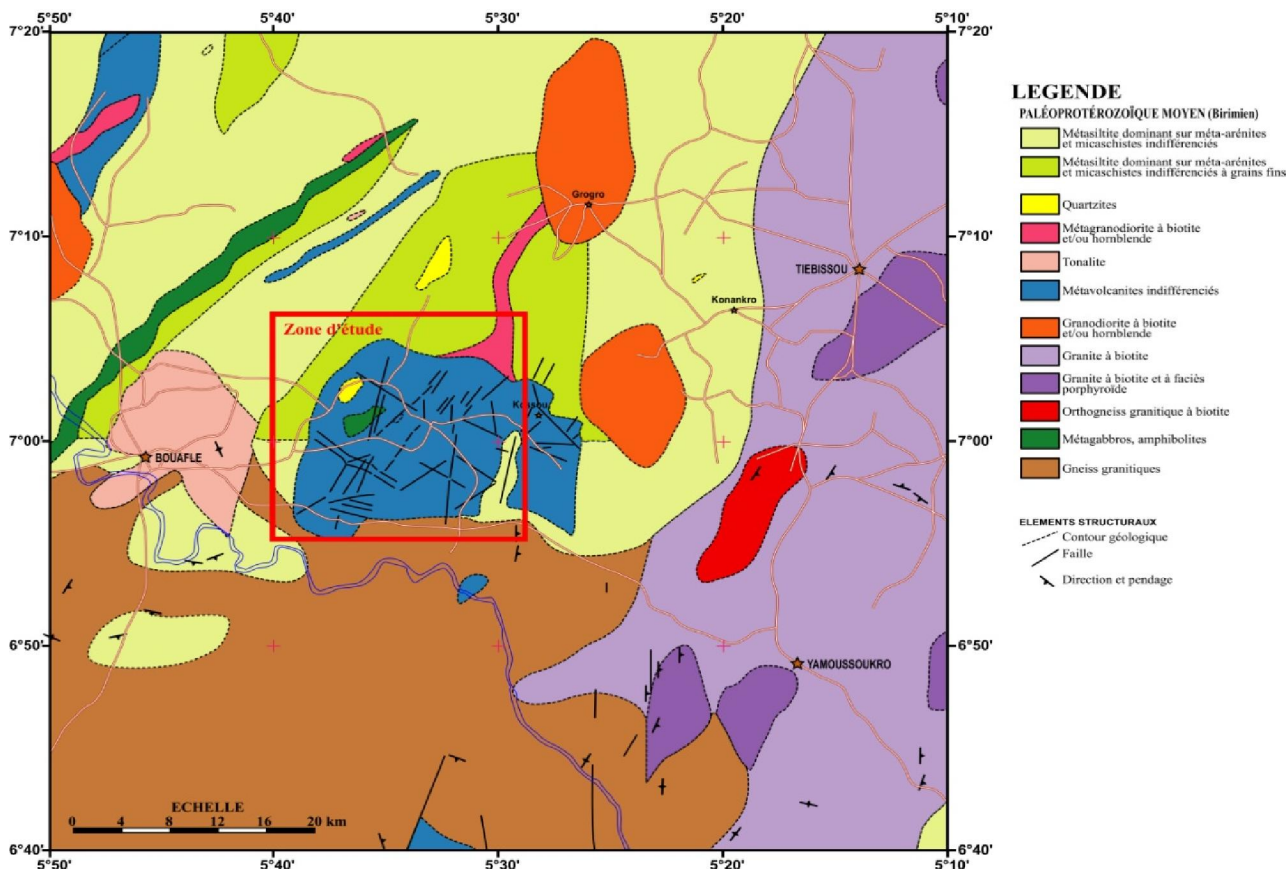 5°50' 5°40' 5°30' 5°20' 5°10'
7°20' 7°20'
Grogro
7°10' 7°10'
TIEBISSOU
Konankro
Zone d'étude
Kossou
7°00' 7°00'
BOUAFLE
6°50' 6°50'
YAMOUSSOUKRO
ECHELLE
0 4 8 12 16 20 km
6°40' 6°40'
5°50' 5°40' 5°30' 5°20' 5°10'
LEGENDE
PALÉOPROTÉROZOÏQUE MOYEN (Birimien)
Métasiltite dominant sur méta-arénites
et micaschistes indifférenciés
Métasiltite dominant sur méta-arénites
et micaschistes indifférenciés à grains fins
Quartzites
Métagranodiorite à biotite
et/ou hornblende
Tonalite
Métavolcanites indifférenciés
Granodiorite à biotite
et/ou hornblende
Granite à biotite
Granite à biotite et à faciès
porphyroïde
Orthogneiss granitique à biotite
Métagabbros, amphibolites
Gneiss granitiques
ELEMENTS STRUCTURAUX
Contour géologique
Faille
Direction et pendage